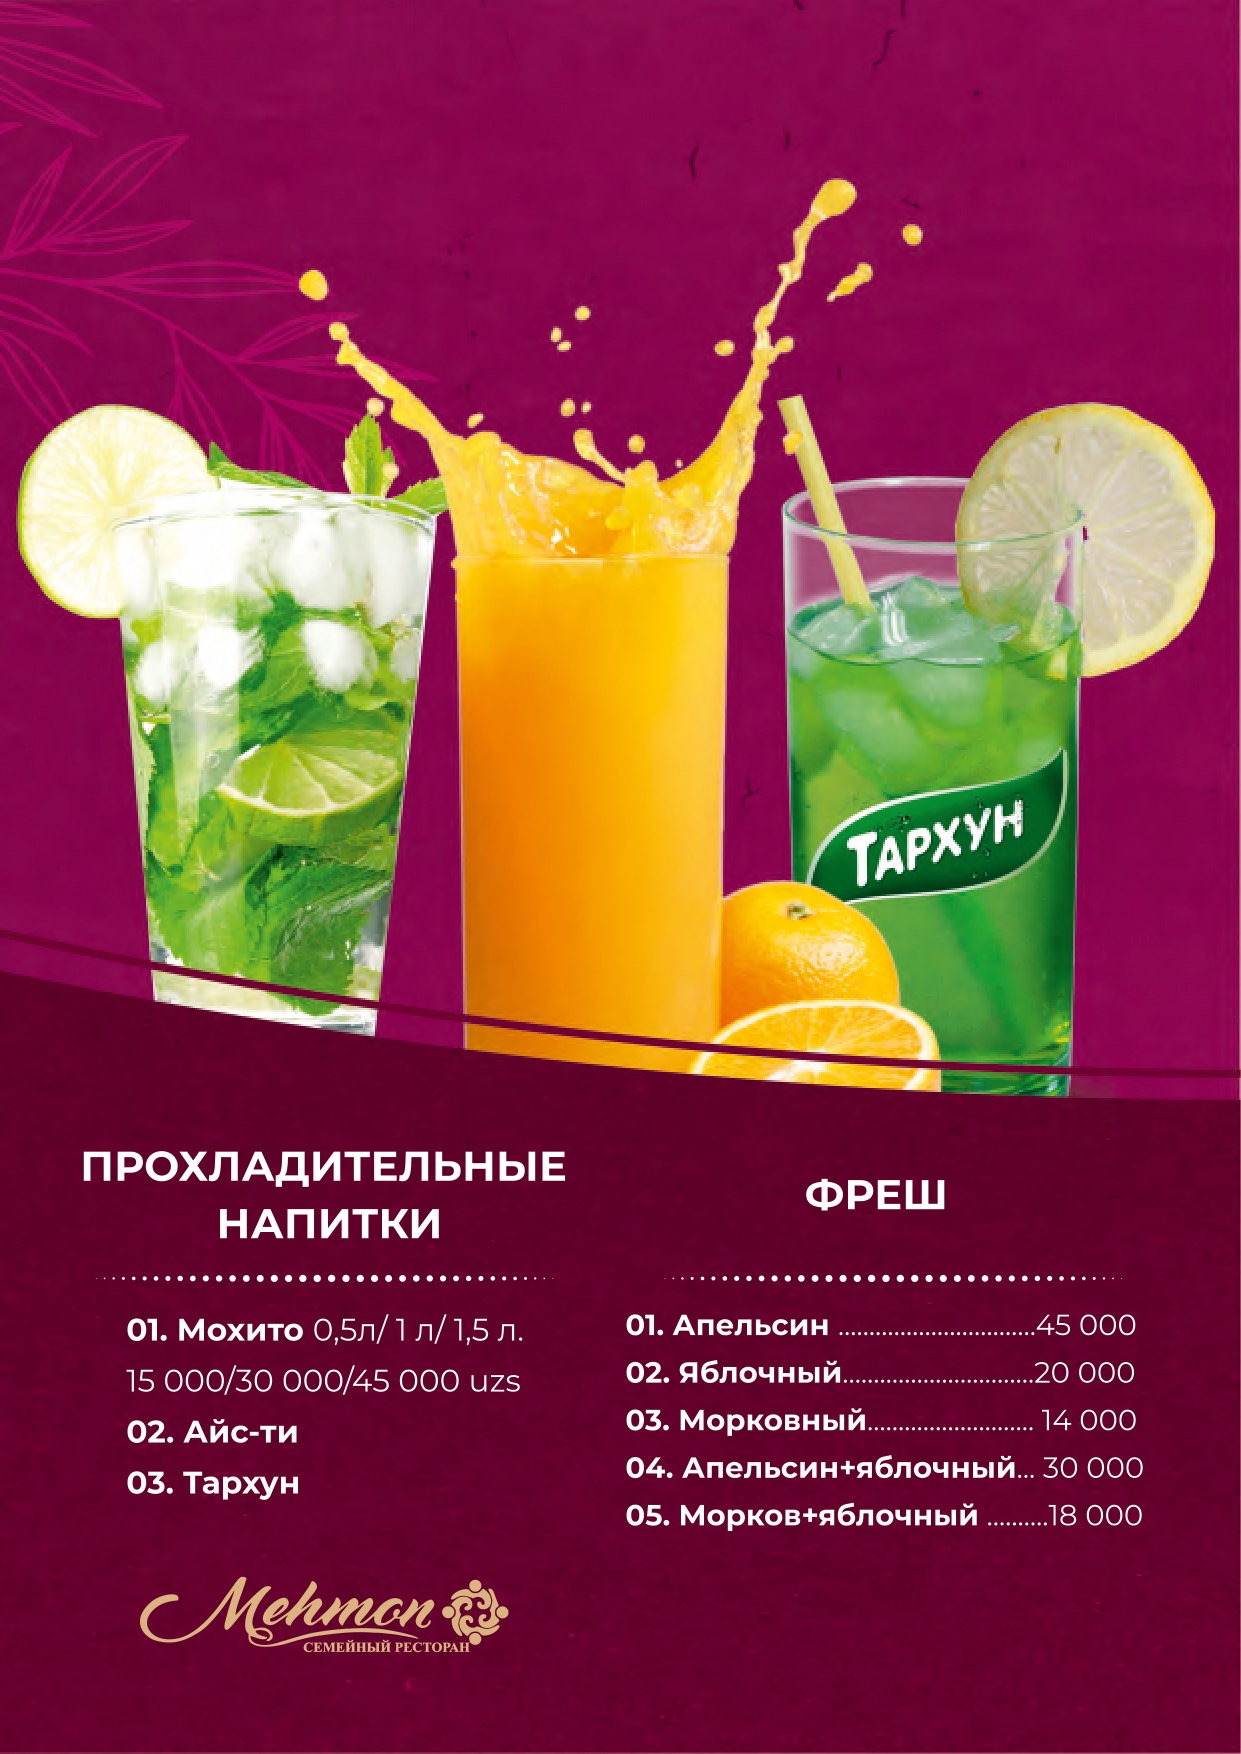 ТАРХУН
ПРОХЛАДИТЕЛЬНЫЕ
НАПИТКИ
01. Мохито 0,5л/ 1 л/ 1,5 л.
15 000/30 000/45 000 uzs
02. Айс-ти
03. Тархун
ФРЕШ
01. Апельсин ................................45 000
02. Яблочный...............................20 000
03. Морковный........................... 14 000
04. Апельсин+яблочный... 30 000
05. Морков+яблочный ..........18 000
Mehmon
СЕМЕЙНЫЙ РЕСТОРАН